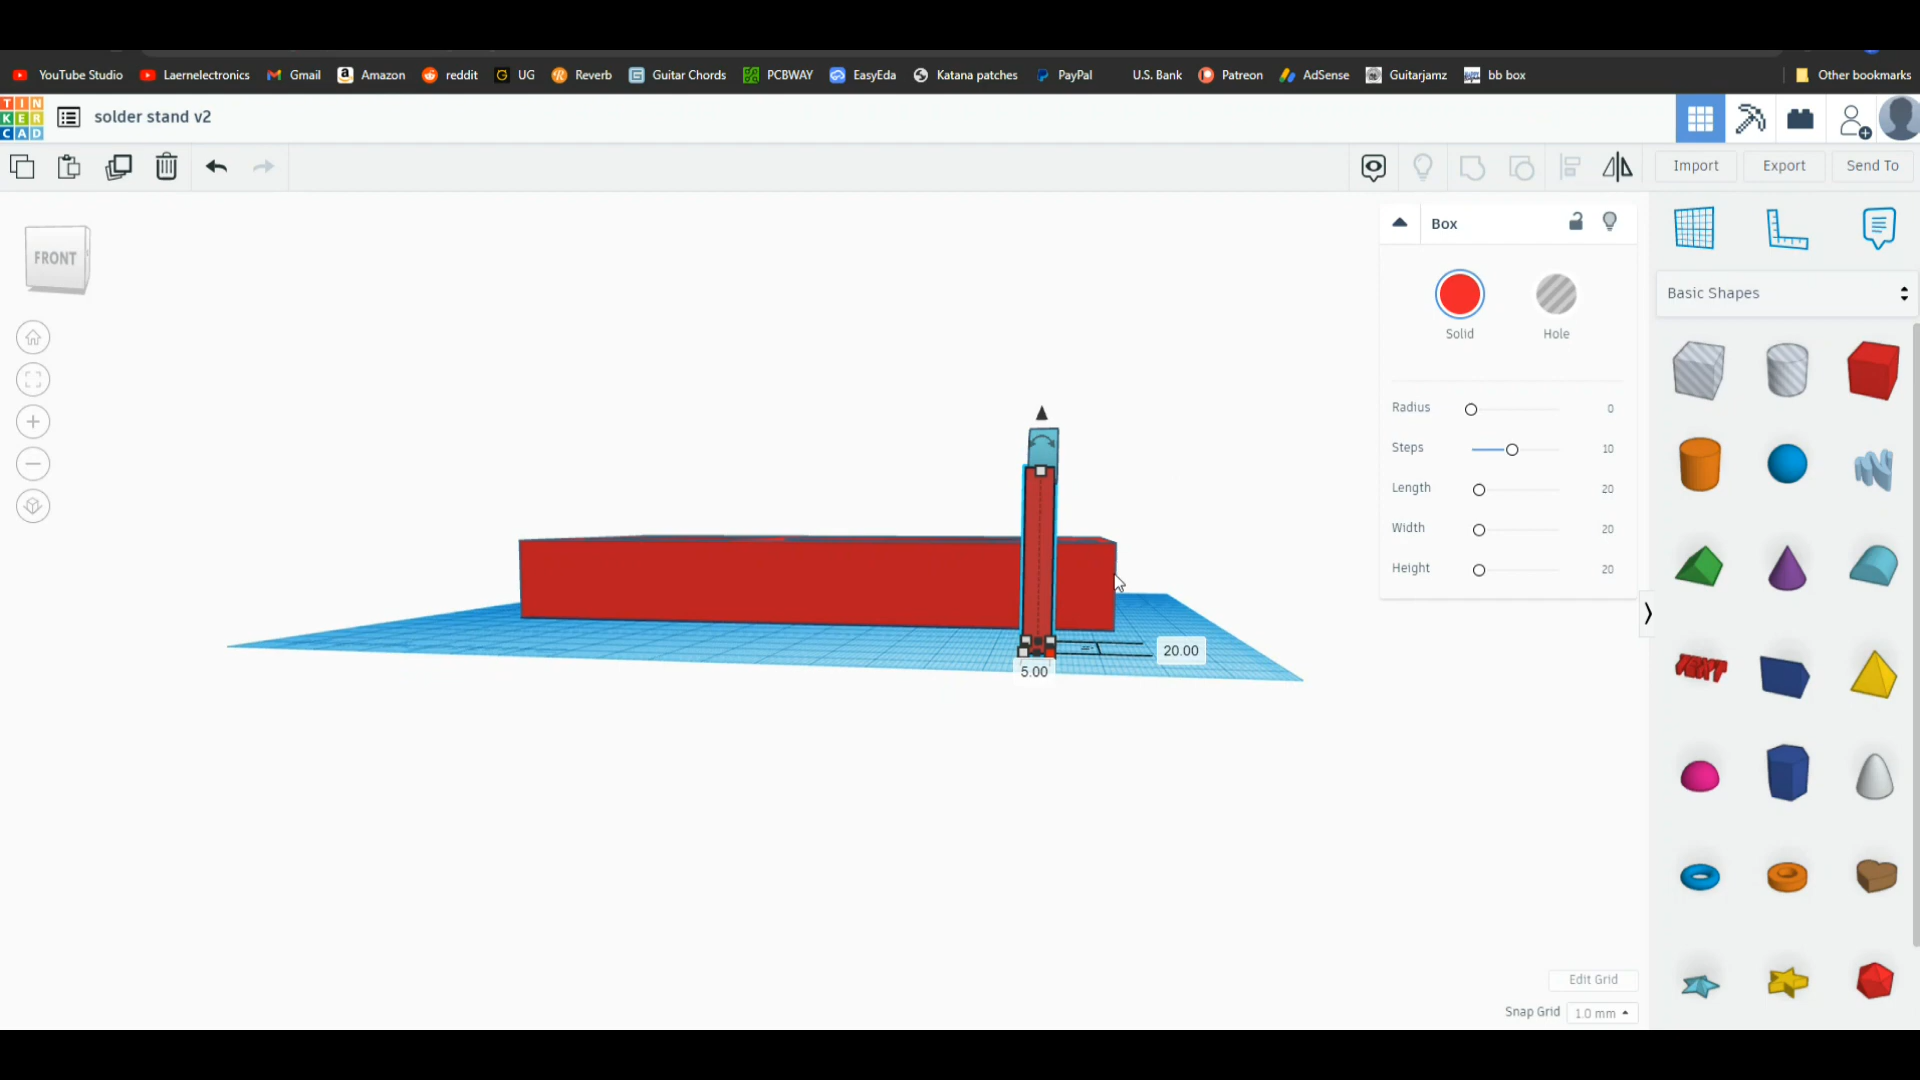 YouTube Studio Laernelectronics Gmail Amazon reddit UG Reverb Guitar Chords PCBWAY EasyEda Katana patches PayPal U.S. Bank Patreon AdSense Guitarjamz bb box Other bookmarks
TIN
KER
CAD
solder stand v2
Import Export Send To
FRONT
Box
Solid Hole
Radius 0
Steps 10
Length 20
Width 20
Height 20
Basic Shapes
TEXT
20.00
5.00
Edit Grid
Snap Grid 1.0 mm